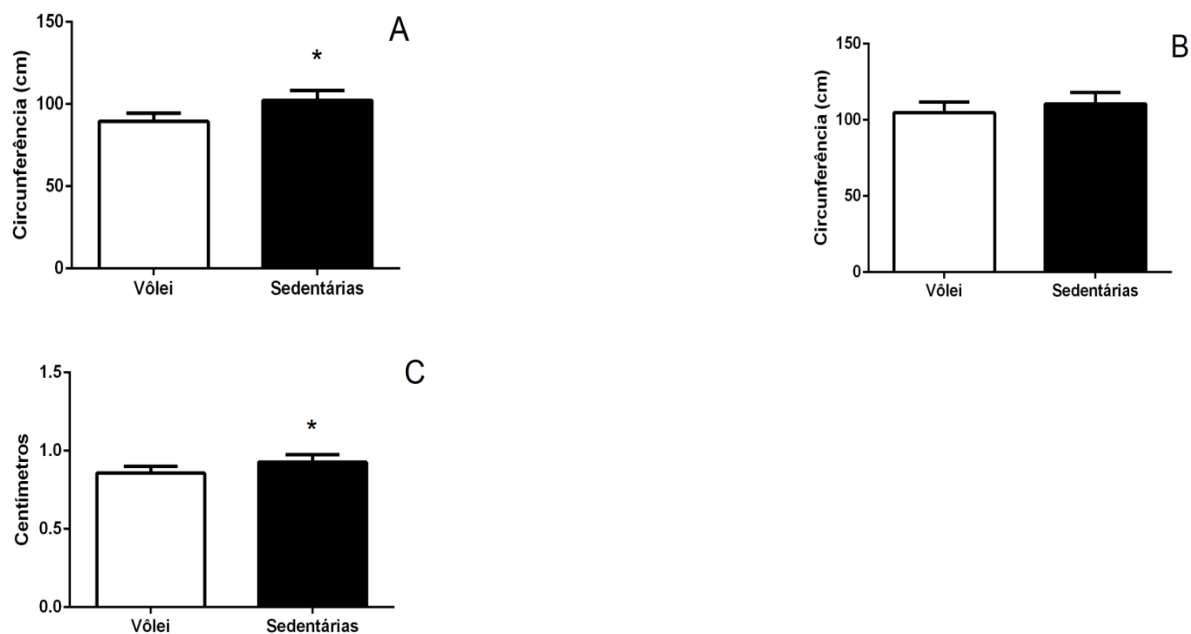 A
Circunferência (cm)
150
100
50
0
*
Vôlei
Sedentárias
B
Circunferência (cm)
150
100
50
0
Vôlei
Sedentárias
C
Centímetros
1.5
1.0
0.5
0.0
*
Vôlei
Sedentárias